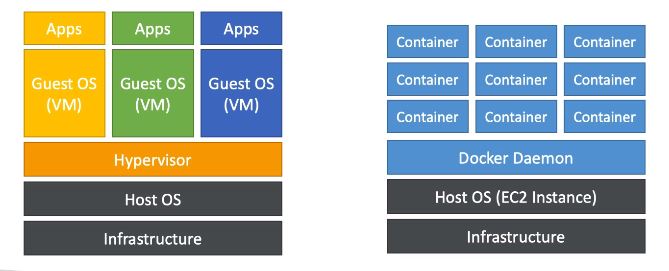 Apps
Apps
Apps
Guest OS
(VM)
Guest OS
(VM)
Guest OS
(VM)
Hypervisor
Host OS
Infrastructure
Container
Container
Container
Container
Container
Container
Container
Container
Container
Docker Daemon
Host OS (EC2 Instance)
Infrastructure